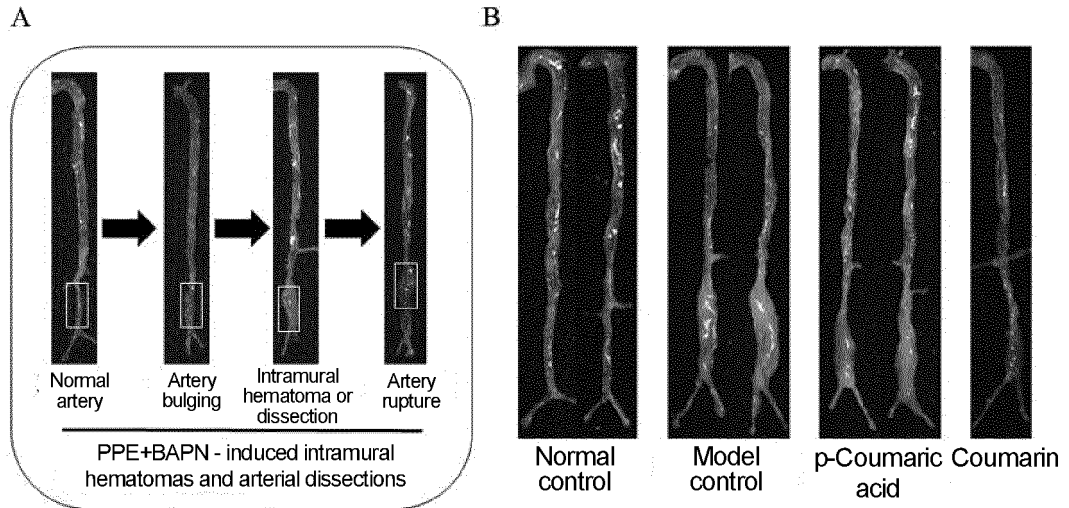 A
Normal
artery
Artery
bulging
Intramural
hematoma or
dissection
Artery
rupture
PPE+BAPN - induced intramural
hematomas and arterial dissections
B
Normal
control
Model
control
p-Coumaric
acid
Coumarin